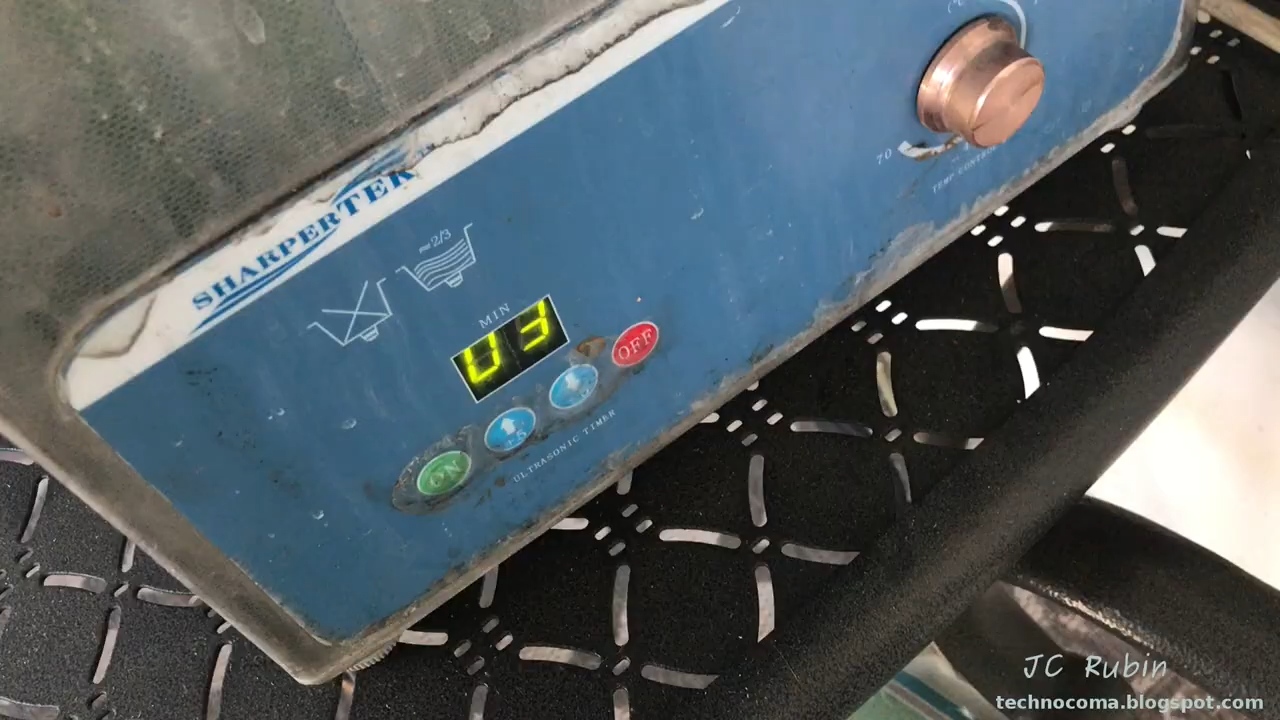 SHARPERTEK
2/3
MIN
03
OFF
ON
ULTRASONIC TIMER
70
TEMP CONTROL
JC Rubin
technocoma.blogspot.com